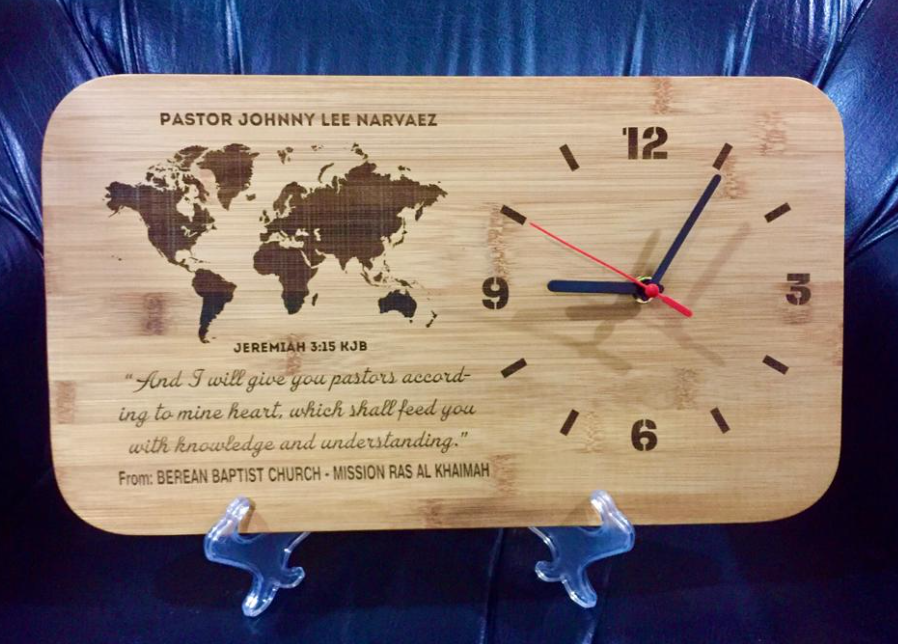 PASTOR JOHNNY LEE NARVAEZ
JEREMIAH 3:15 KJB
“And I will give you pastors accord-
ing to mine heart, which shall feed you
with knowledge and understanding.”
From: BEREAN BAPTIST CHURCH - MISSION RAS AL KHAIMAH
12
9
3
6